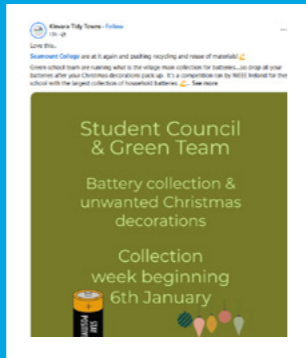 Kinvara Tidy Towns · Follow
Love this..
Seamount College are at it again and pushing recycling and reuse of materials!
Green school team are running what is the village main collection for batteries...so drop all your
batteries after your Christmas decorations pack up. It's a competition ran by WEEE Ireland for the
school with the largest collection of household batteries ... See more
Student Council
& Green Team
Battery collection &
unwanted Christmas
decorations
Collection
week beginning
6th January
STAY
POSITIVE